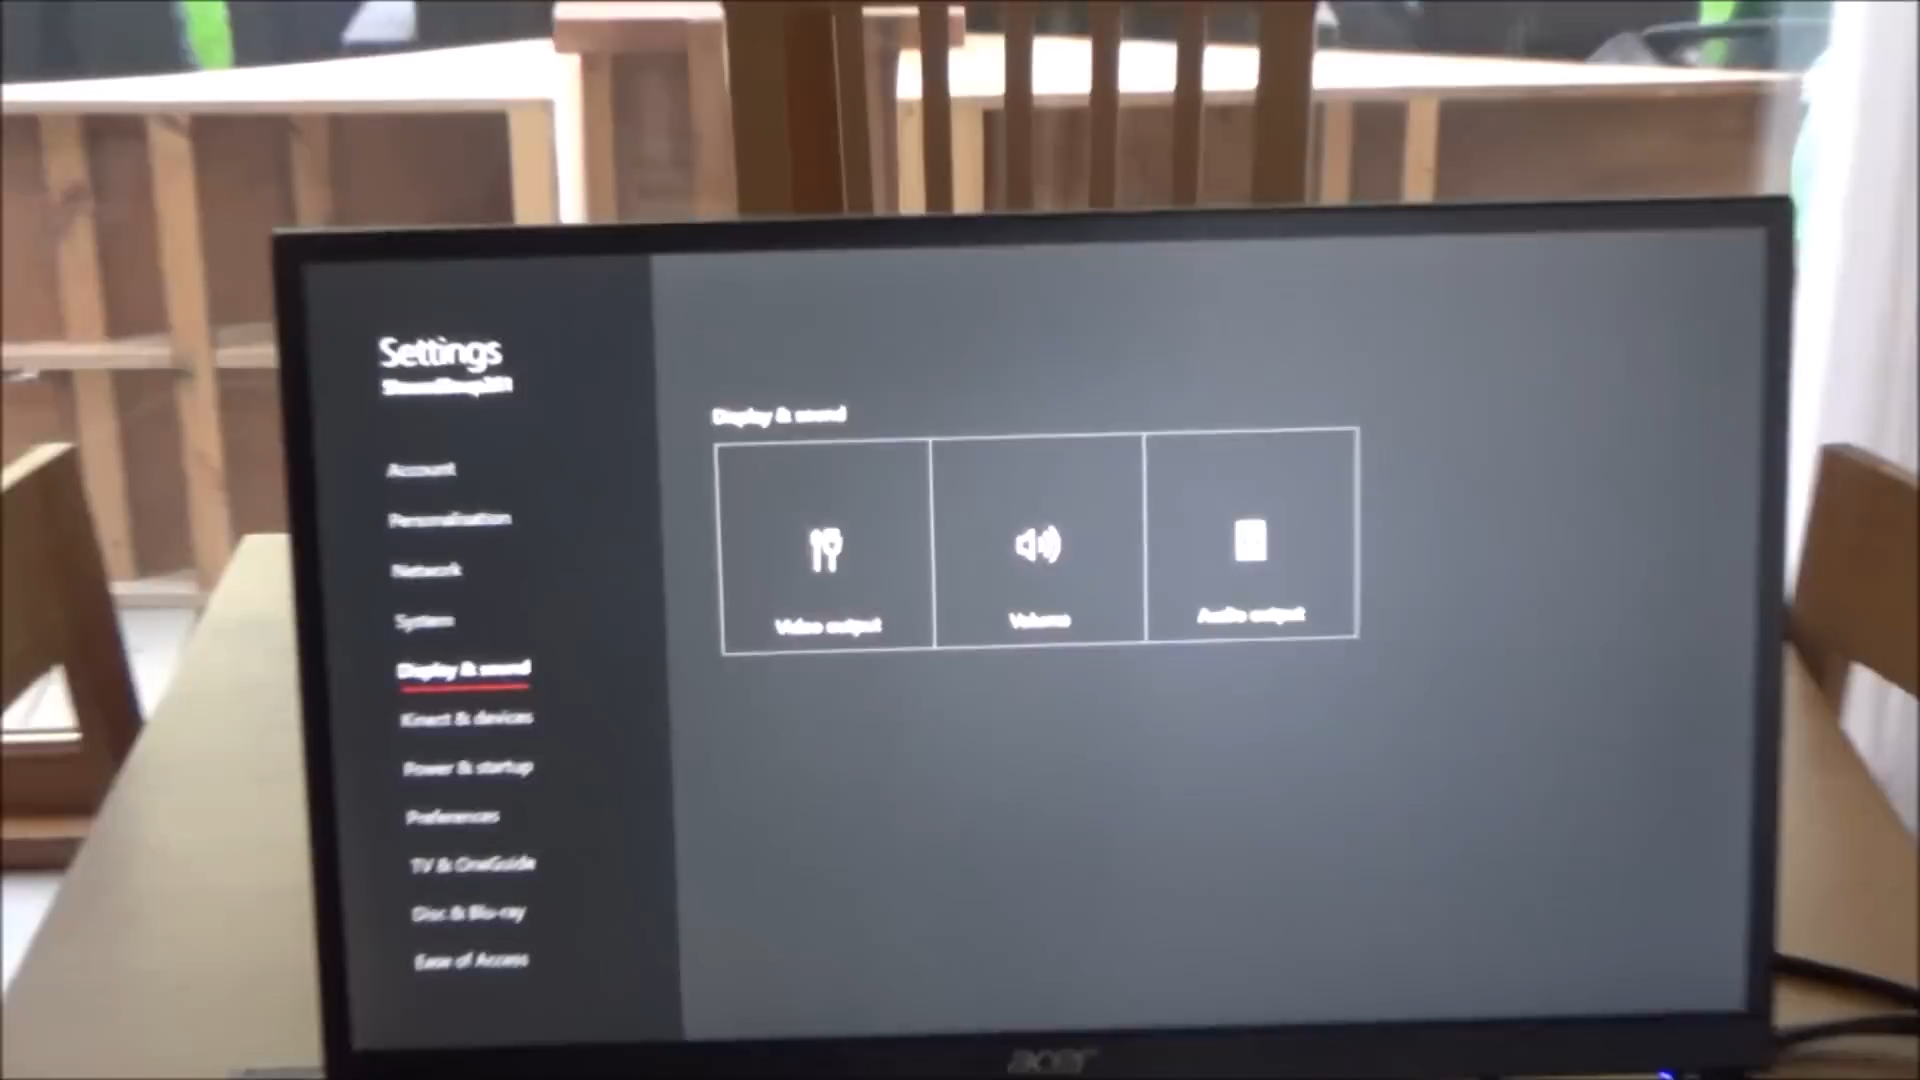 Settings
Account
Personalisation
Network
System
Display & sound
Kinect & devices
Power & startup
Preferences
TV & OneGuide
Disc & Blu-ray
Ease of Access
Display & sound
Video output
Volume
Audio output
acer